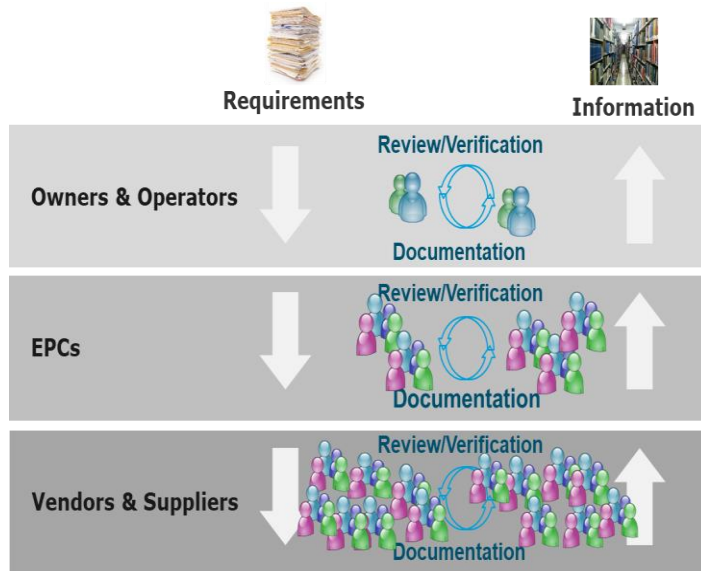 Requirements
Information
Review/Verification
Owners & Operators
Documentation
Review/Verification
EPCs
Documentation
Review/Verification
Vendors & Suppliers
Documentation